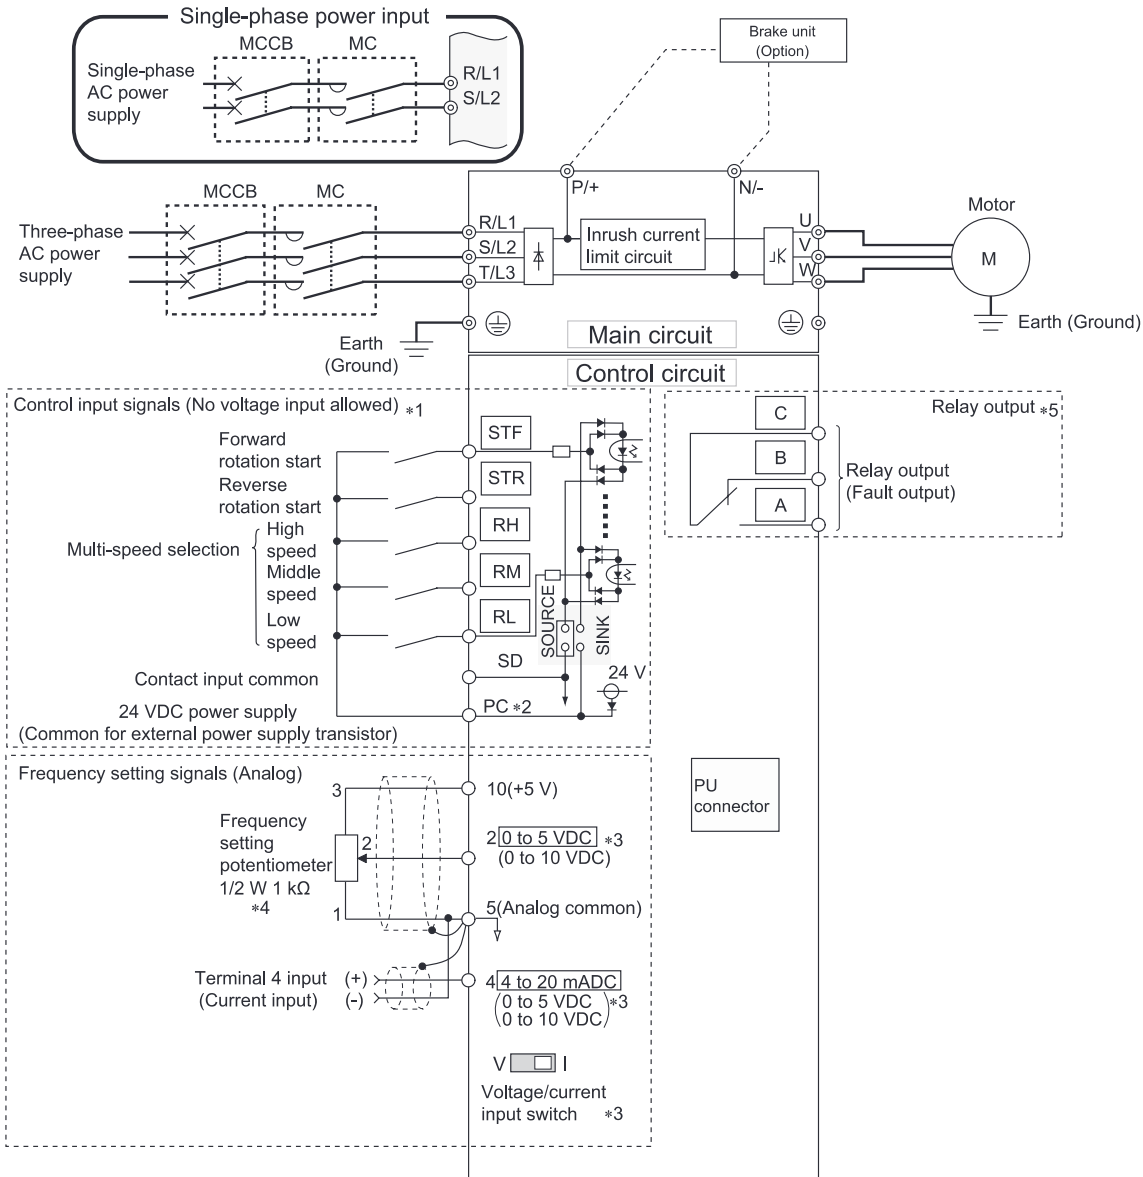 Single-phase power input
MCCB MC
Single-phase
AC power
supply
R/L1
S/L2
Brake unit
(Option)
P/+ N/-
MCCB MC
Three-phase
AC power
supply
R/L1
S/L2
T/L3
Inrush current
limit circuit
U
V
W
Motor
M
Earth
(Ground)
Earth (Ground)
Main circuit
Control circuit
Control input signals (No voltage input allowed) *1
Forward
rotation start
Reverse
rotation start
Multi-speed selection
High
speed
Middle
speed
Low
speed
Contact input common
24 VDC power supply
(Common for external power supply transistor)
STF
STR
RH
RM
RL
SD
PC *2
SOURCE
SINK
24 V
Relay output *5
C
B
A
Relay output
(Fault output)
Frequency setting signals (Analog)
Frequency
setting
potentiometer
1/2 W 1 kΩ
*4
3
2
1
10(+5 V)
2 0 to 5 VDC *3
(0 to 10 VDC)
5(Analog common)
Terminal 4 input (+)
(Current input) (-)
4 4 to 20 mADC
(0 to 5 VDC
0 to 10 VDC) *3
V I
Voltage/current
input switch *3
PU
connector